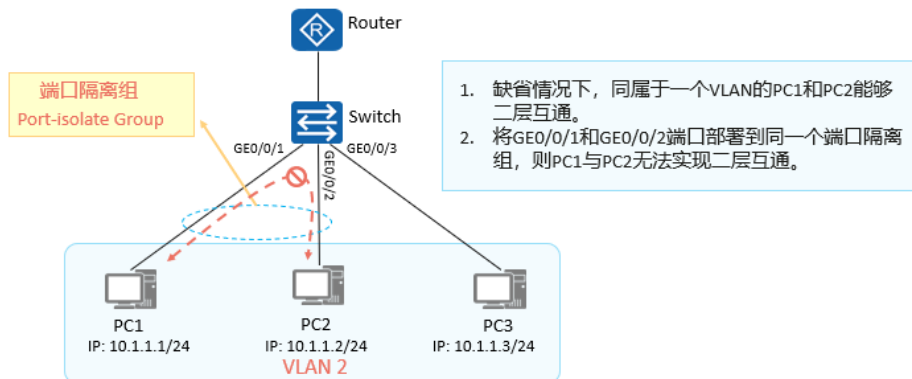 R
Router
端口隔离组
Port-isolate Group
Switch
GE0/0/1
GE0/0/2
GE0/0/3
1. 缺省情况下，同属于一个VLAN的PC1和PC2能够
二层互通。
2. 将GE0/0/1和GE0/0/2端口部署到同一个端口隔离
组，则PC1与PC2无法实现二层互通。
PC1
IP: 10.1.1.1/24
PC2
IP: 10.1.1.2/24
PC3
IP: 10.1.1.3/24
VLAN 2